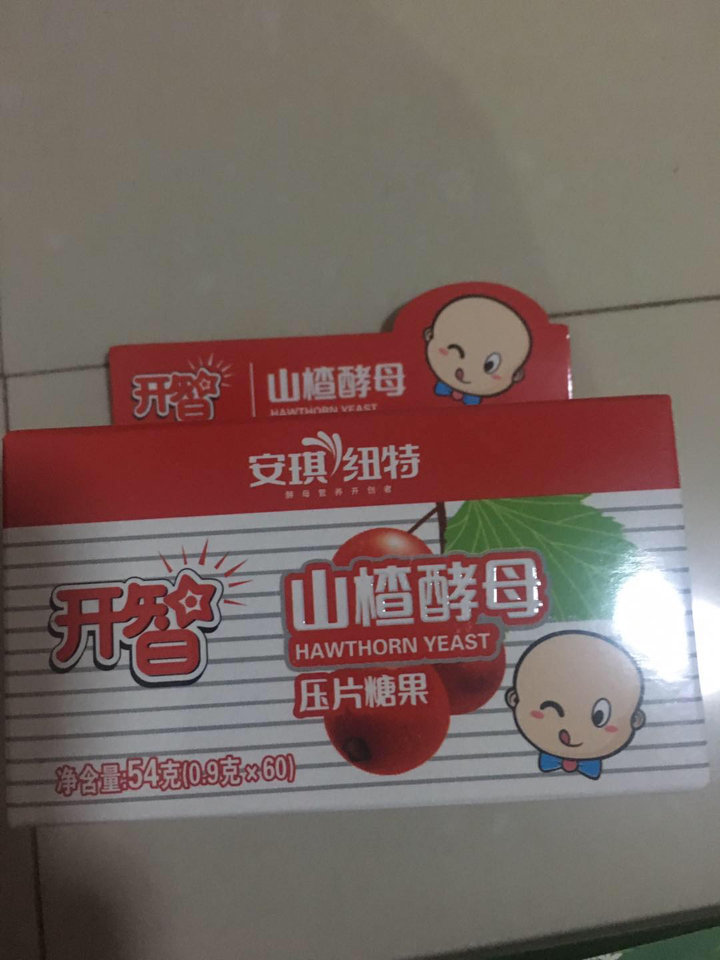 开智
山楂酵母
HAWTHORN YEAST
安琪纽特
酵母营养开创者
开智
山楂酵母
HAWTHORN YEAST
压片糖果
净含量:54克(0.9克×60)